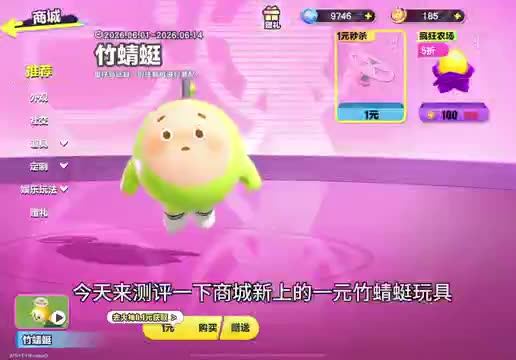 商城
2026.06.01~2026.06.14
竹蜻蜓
赠礼
9746
185
1元秒杀
1元
疯狂农场
5折
100
推荐
外观
社交
定制
娱乐玩法
赠礼
今天来测评一下商城新上的一元竹蜻蜓玩具
1元 购买
赠送
竹蜻蜓